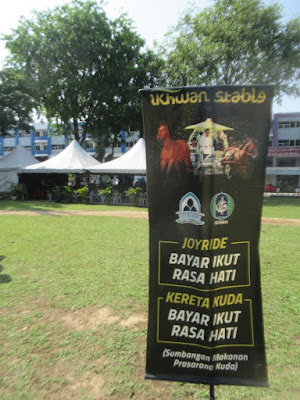 ikhwan stable
JOYRIDE
BAYAR IKUT
RASA HATI
KERETA KUDA
BAYAR IKUT
RASA HATI
(Sumbangan Makanan
Prasarana Kuda)